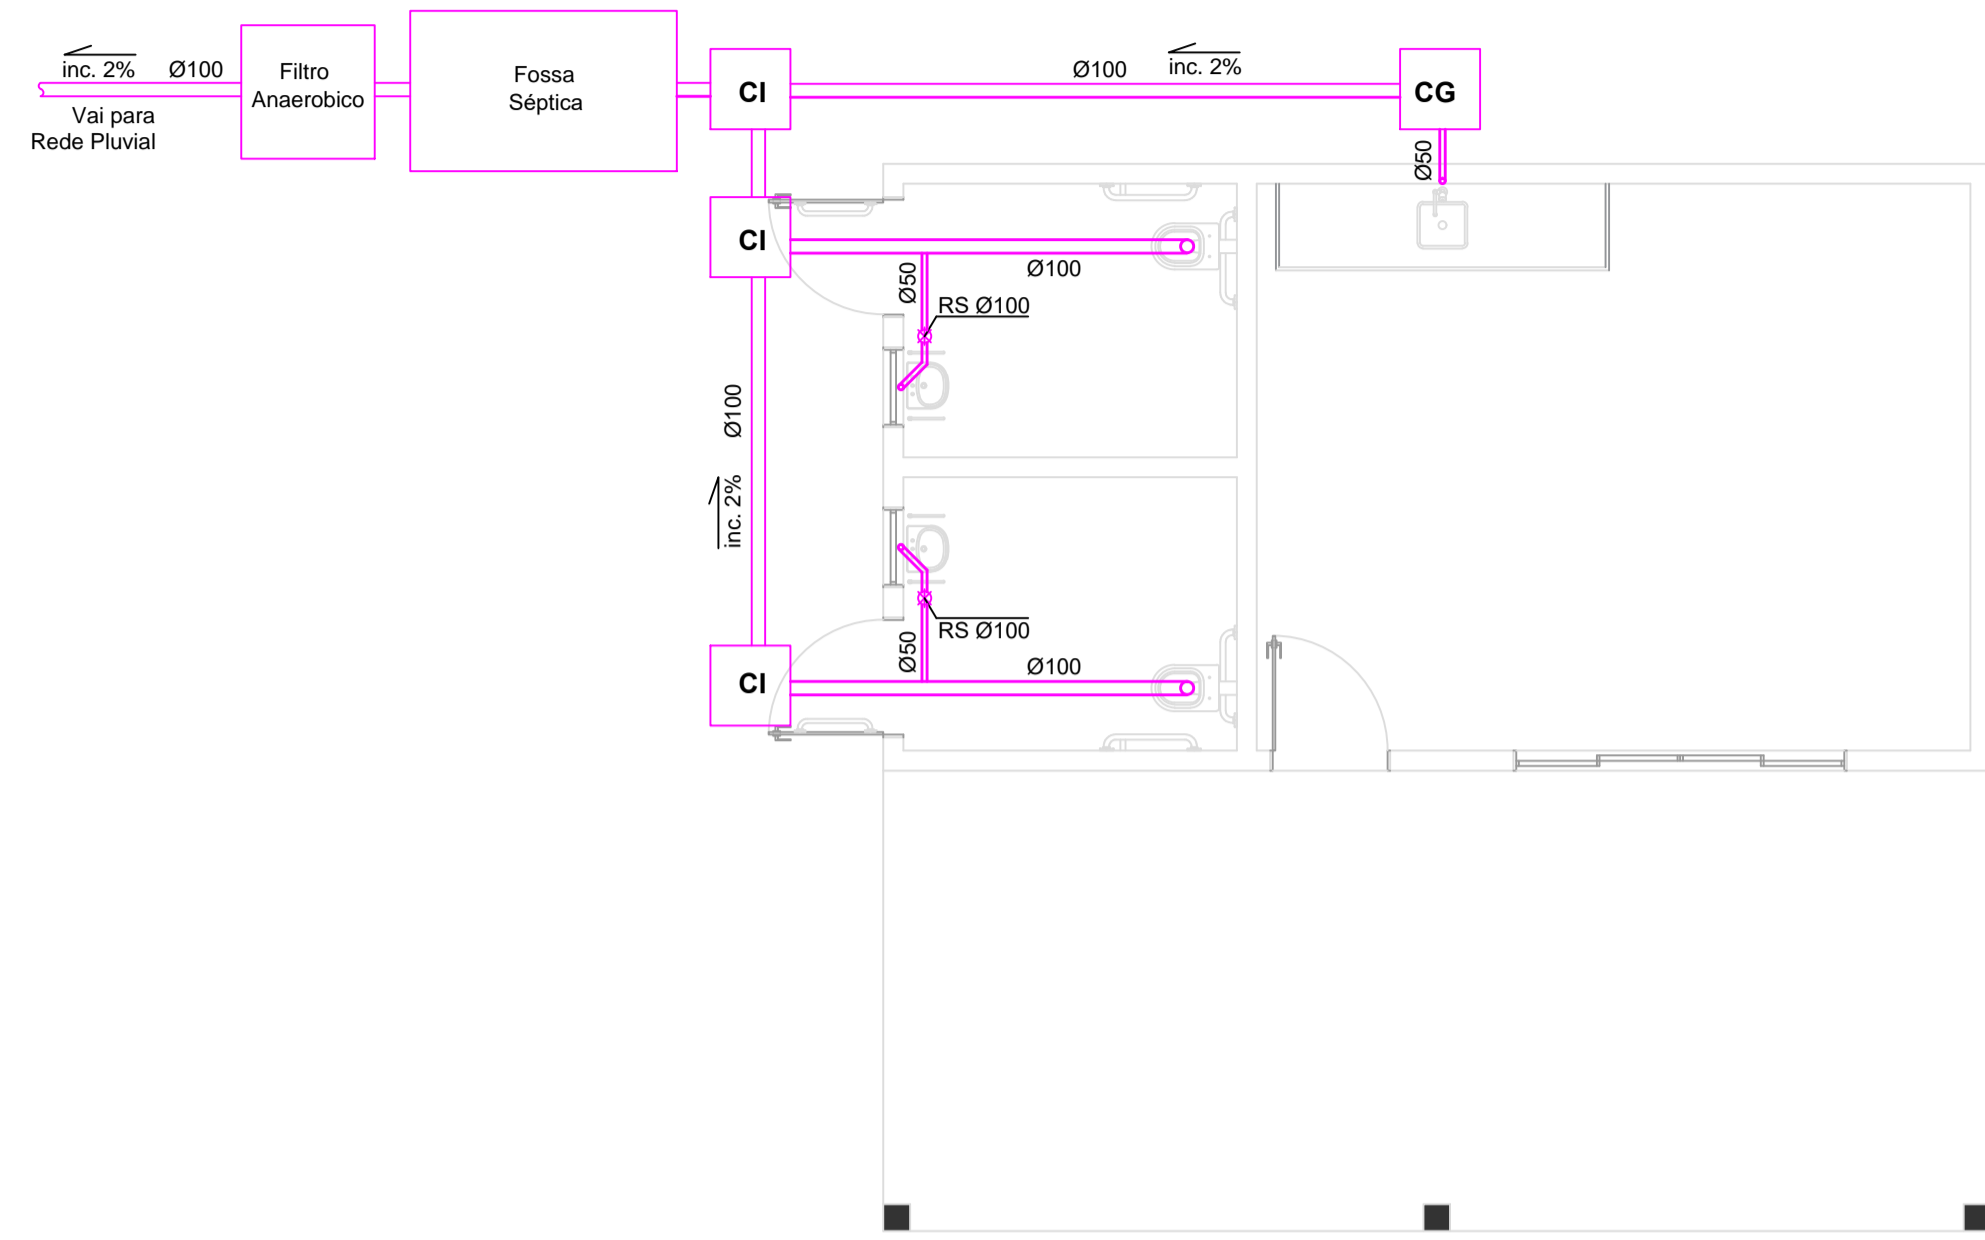 inc. 2%
Ø100
Vai para
Rede Pluvial
Filtro
Anaerobico
Fossa
Séptica
CI
Ø100
inc. 2%
CG
Ø50
CI
Ø100
Ø50
RS Ø100
Ø100
inc. 2%
RS Ø100
Ø50
Ø100
CI